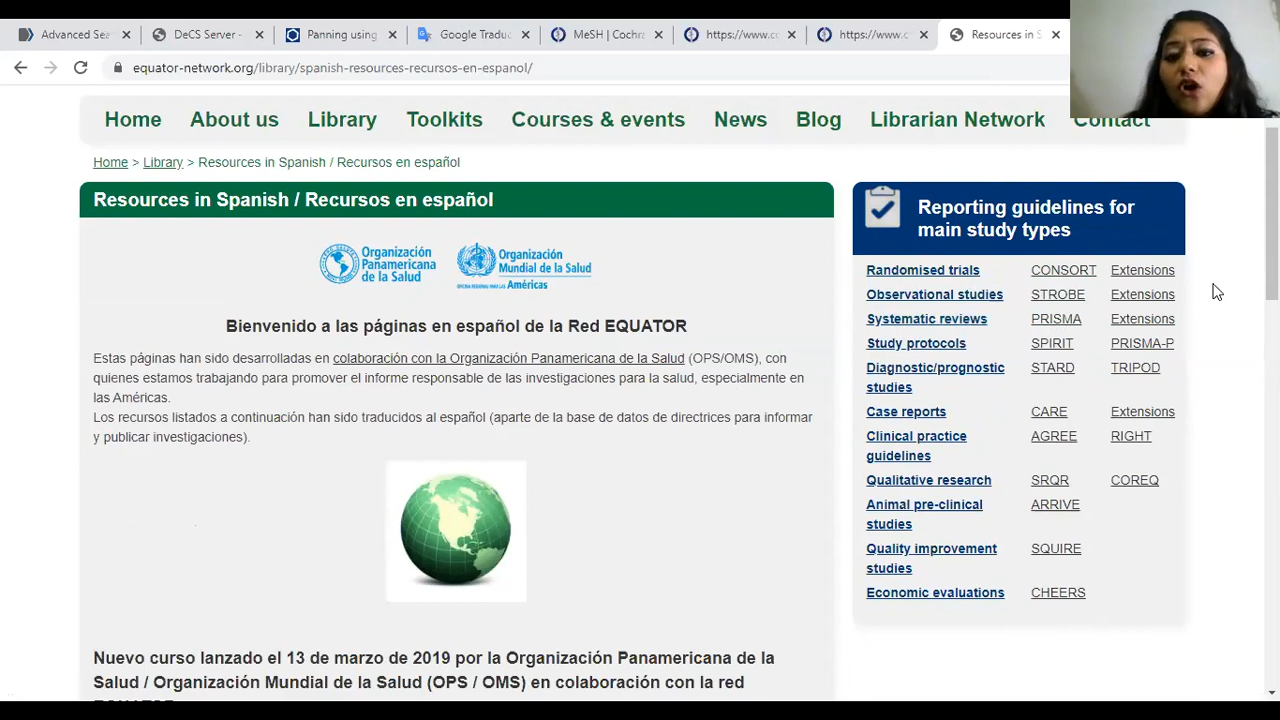 Advanced Sea
DeCS Server -
Panning using
Google Traduc
MeSH | Cochr
https://www.co
https://www.c
Resources in S
equator-network.org/library/spanish-resources-recursos-en-espanol/
Home About us Library Toolkits Courses & events News Blog Librarian Network Contact
Home > Library > Resources in Spanish / Recursos en español
Resources in Spanish / Recursos en español
Organización
Panamericana
de la Salud
Organización
Mundial de la Salud
OFICINA REGIONAL PARA LAS Américas
Bienvenido a las páginas en español de la Red EQUATOR
Estas páginas han sido desarrolladas en colaboración con la Organización Panamericana de la Salud (OPS/OMS), con
quienes estamos trabajando para promover el informe responsable de las investigaciones para la salud, especialmente en
las Américas.
Los recursos listados a continuación han sido traducidos al español (aparte de la base de datos de directrices para informar
y publicar investigaciones).
Nuevo curso lanzado el 13 de marzo de 2019 por la Organización Panamericana de la
Salud / Organización Mundial de la Salud (OPS / OMS) en colaboración con la red
Reporting guidelines for
main study types
Randomised trials CONSORT Extensions
Observational studies STROBE Extensions
Systematic reviews PRISMA Extensions
Study protocols SPIRIT PRISMA-P
Diagnostic/prognostic STARD TRIPOD
studies
Case reports CARE Extensions
Clinical practice AGREE RIGHT
guidelines
Qualitative research SRQR COREQ
Animal pre-clinical ARRIVE
studies
Quality improvement SQUIRE
studies
Economic evaluations CHEERS